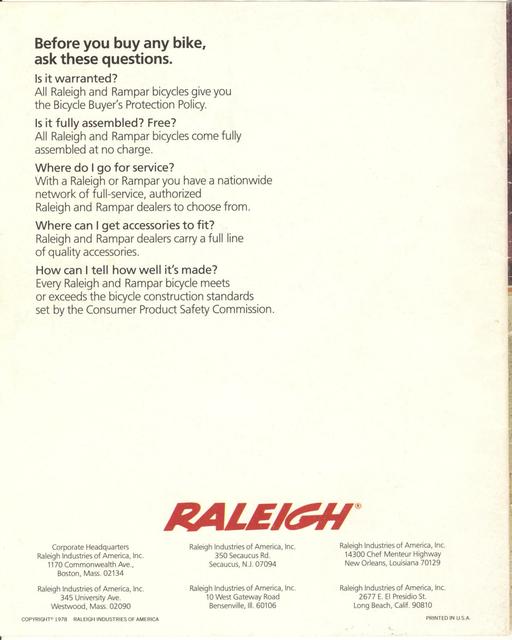 Before you buy any bike,
ask these questions.
Is it warranted?
All Raleigh and Rampar bicycles give you
the Bicycle Buyer's Protection Policy.
Is it fully assembled? Free?
All Raleigh and Rampar bicycles come fully
assembled at no charge.
Where do I go for service?
With a Raleigh or Rampar you have a nationwide
network of full-service, authorized
Raleigh and Rampar dealers to choose from.
Where can I get accessories to fit?
Raleigh and Rampar dealers carry a full line
of quality accessories.
How can I tell how well it's made?
Every Raleigh and Rampar bicycle meets
or exceeds the bicycle construction standards
set by the Consumer Product Safety Commission.
RALEIGH®
Corporate Headquarters
Raleigh Industries of America, Inc.
1170 Commonwealth Ave.,
Boston, Mass. 02134
Raleigh Industries of America, Inc.
350 Secaucus Rd.
Secaucus, N.J. 07094
Raleigh Industries of America, Inc.
14300 Chef Menteur Highway
New Orleans, Louisiana 70129
Raleigh Industries of America, Inc.
345 University Ave.
Westwood, Mass. 02090
Raleigh Industries of America, Inc.
10 West Gateway Road
Bensenville, Ill. 60106
Raleigh Industries of America, Inc.
2677 E. El Presidio St.
Long Beach, Calif. 90810
COPYRIGHT© 1978 RALEIGH INDUSTRIES OF AMERICA
PRINTED IN U.S.A.